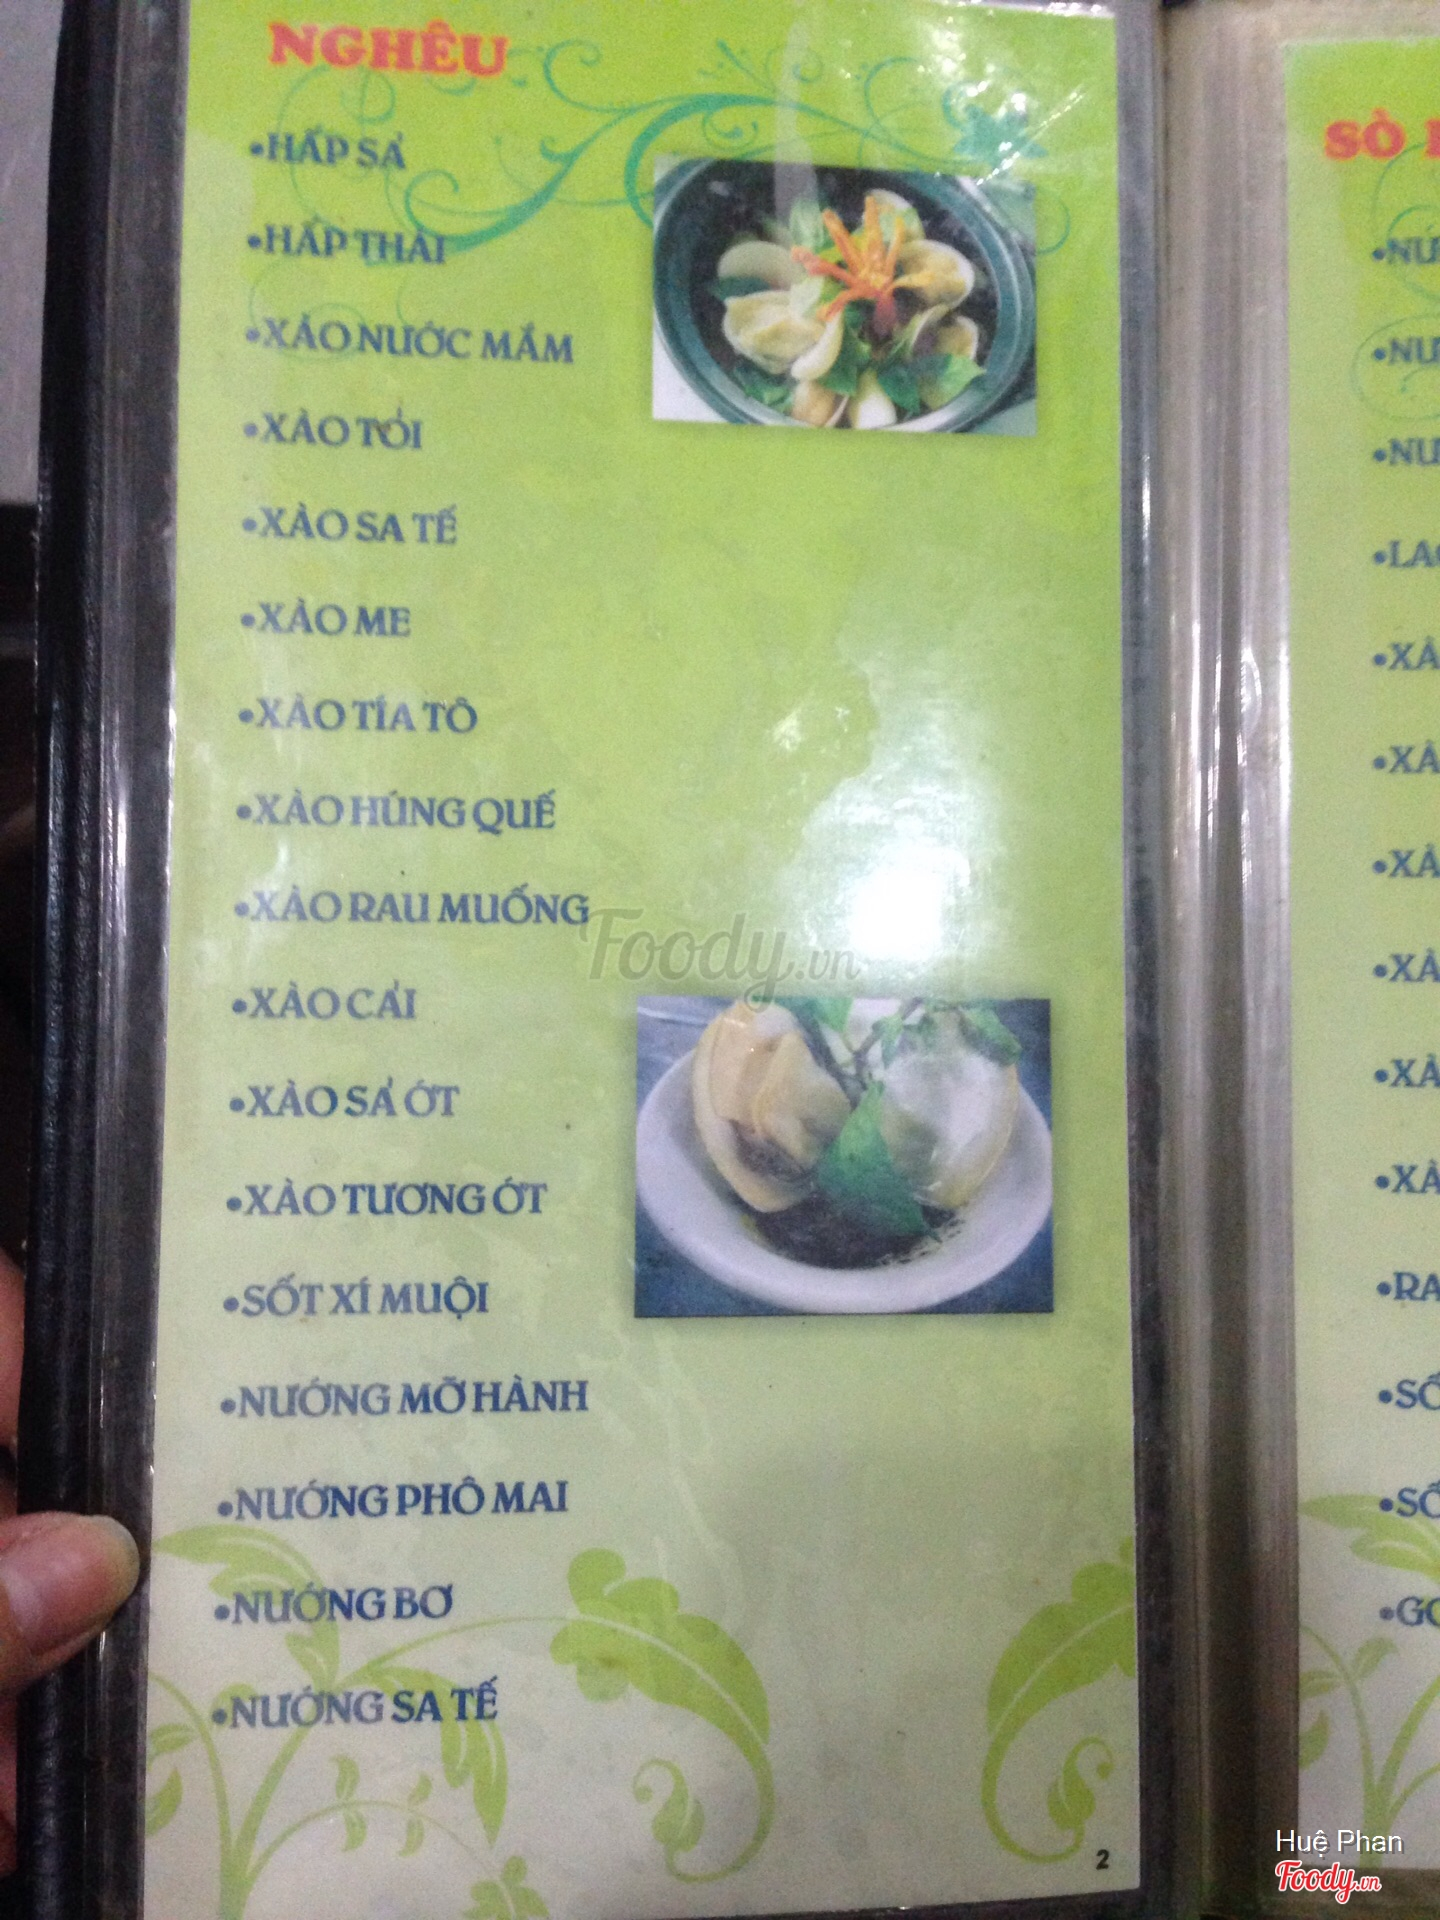 NGHÊU
•HẤP SẢ
•HẤP THÁI
•XÀO NƯỚC MẮM
•XÀO TỎI
•XÀO SA TẾ
•XÀO ME
•XÀO TÍA TÔ
•XÀO HÚNG QUẾ
•XÀO RAU MUỐNG
•XÀO CẢI
•XÀO SẢ ỚT
•XÀO TƯƠNG ỚT
•SỐT XÍ MUỘI
•NƯỚNG MỠ HÀNH
•NƯỚNG PHÔ MAI
•NƯỚNG BƠ
•NƯỚNG SA TẾ
2
Foody.vn
SÒ
Huệ Phan
Foody.vn